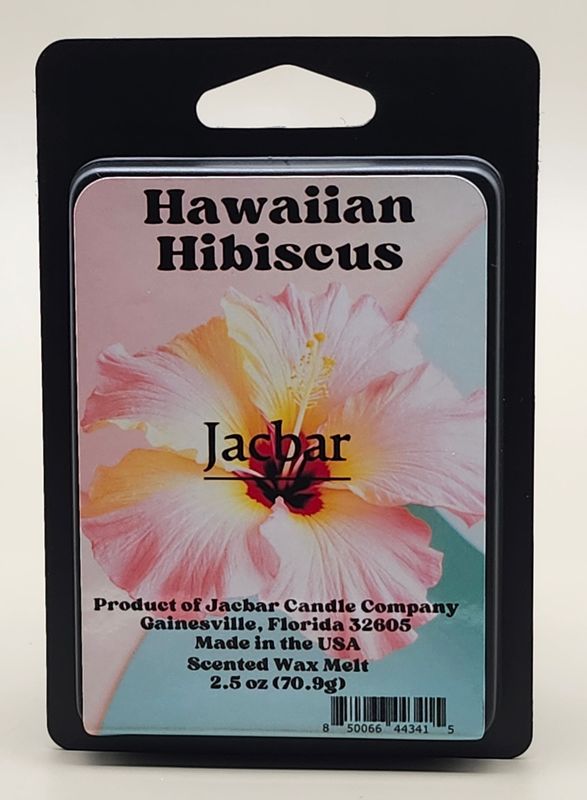 Hawaiian
Hibiscus
Jacbar
Product of Jacbar Candle Company
Gainesville, Florida 32605
Made in the USA
Scented Wax Melt
2.5 oz (70.9g)
8 50066 44341 5